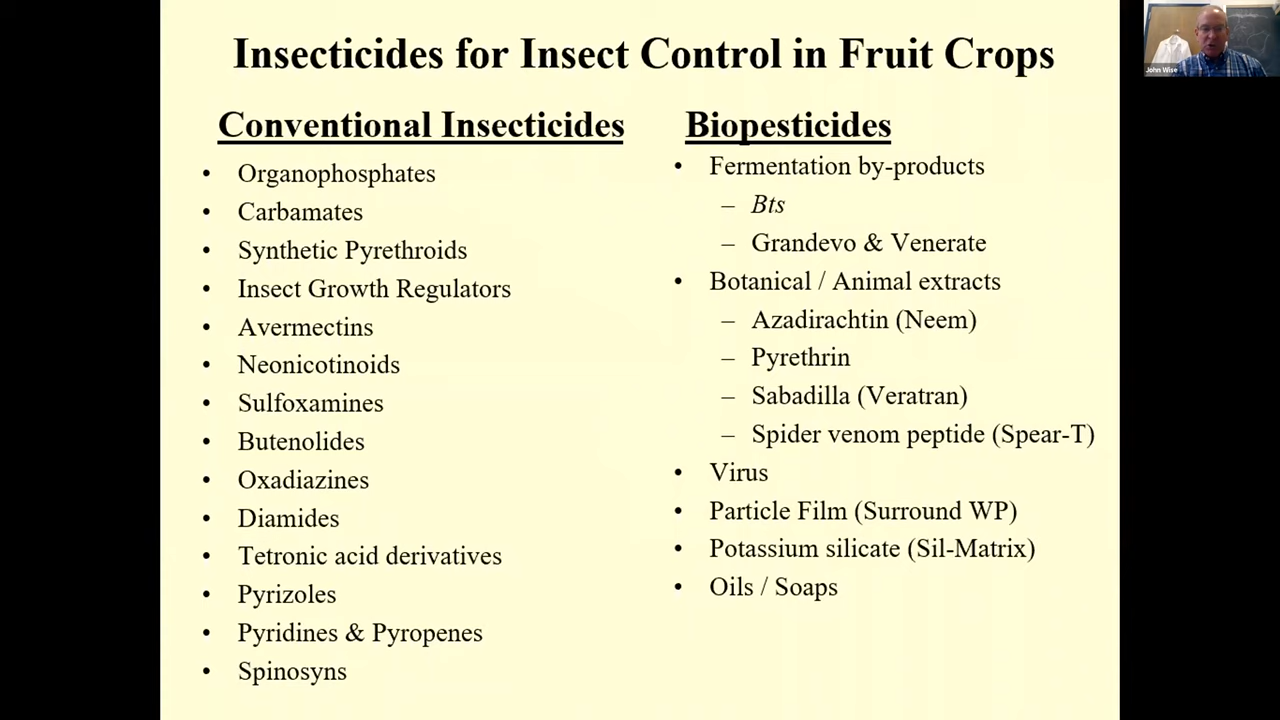 Insecticides for Insect Control in Fruit Crops
Conventional Insecticides
• Organophosphates
• Carbamates
• Synthetic Pyrethroids
• Insect Growth Regulators
• Avermectins
• Neonicotinoids
• Sulfoxamines
• Butenolides
• Oxadiazines
• Diamides
• Tetronic acid derivatives
• Pyrizoles
• Pyridines & Pyropenes
• Spinosyns
Biopesticides
• Fermentation by-products
– Bts
– Grandevo & Venerate
• Botanical / Animal extracts
– Azadirachtin (Neem)
– Pyrethrin
– Sabadilla (Veratran)
– Spider venom peptide (Spear-T)
• Virus
• Particle Film (Surround WP)
• Potassium silicate (Sil-Matrix)
• Oils / Soaps
John Wise